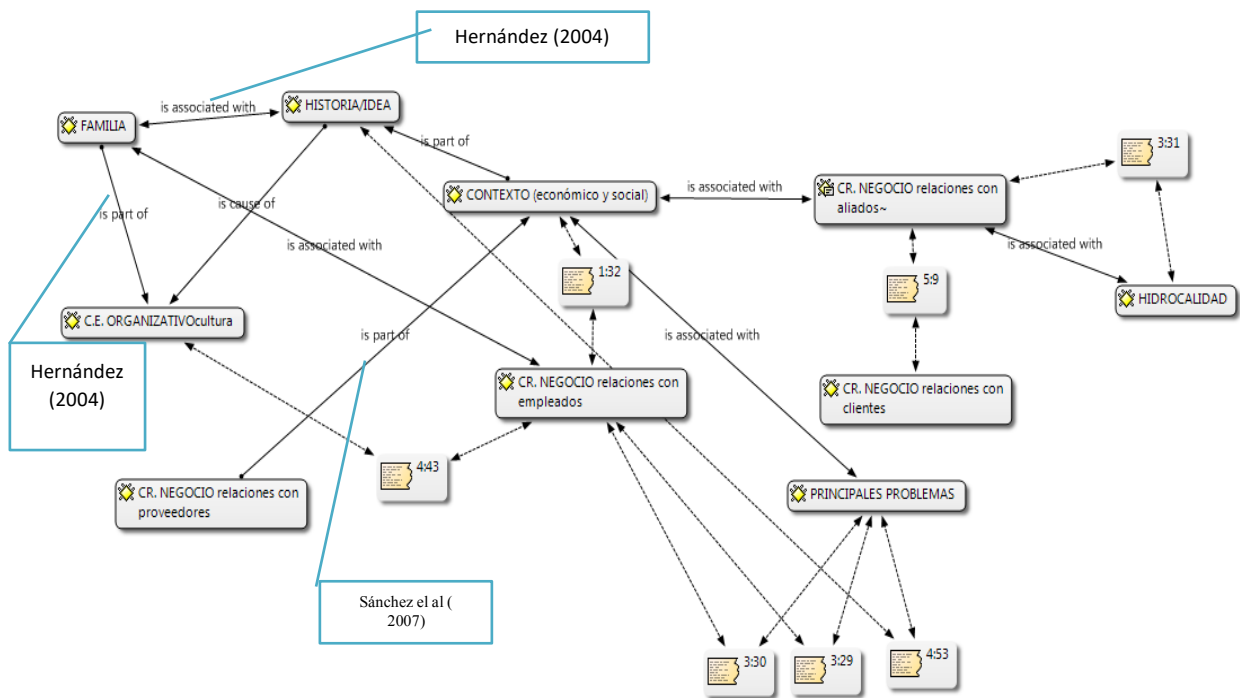 Hernández (2004)
is associated with
HISTORIA/IDEA
FAMILIA
is part of
3:31
CONTEXTO (económico y social)
is associated with
CR. NEGOCIO relaciones con
aliados~
is part of
is cause of
is associated with
is associated with
1:32
5:9
HIDROCALIDAD
C.E. ORGANIZATIVOcultura
is part of
is associated with
Hernández
(2004)
CR. NEGOCIO relaciones con
empleados
CR. NEGOCIO relaciones con
clientes
4:43
CR. NEGOCIO relaciones con
proveedores
PRINCIPALES PROBLEMAS
Sánchez el al (
2007)
3:30
3:29
4:53